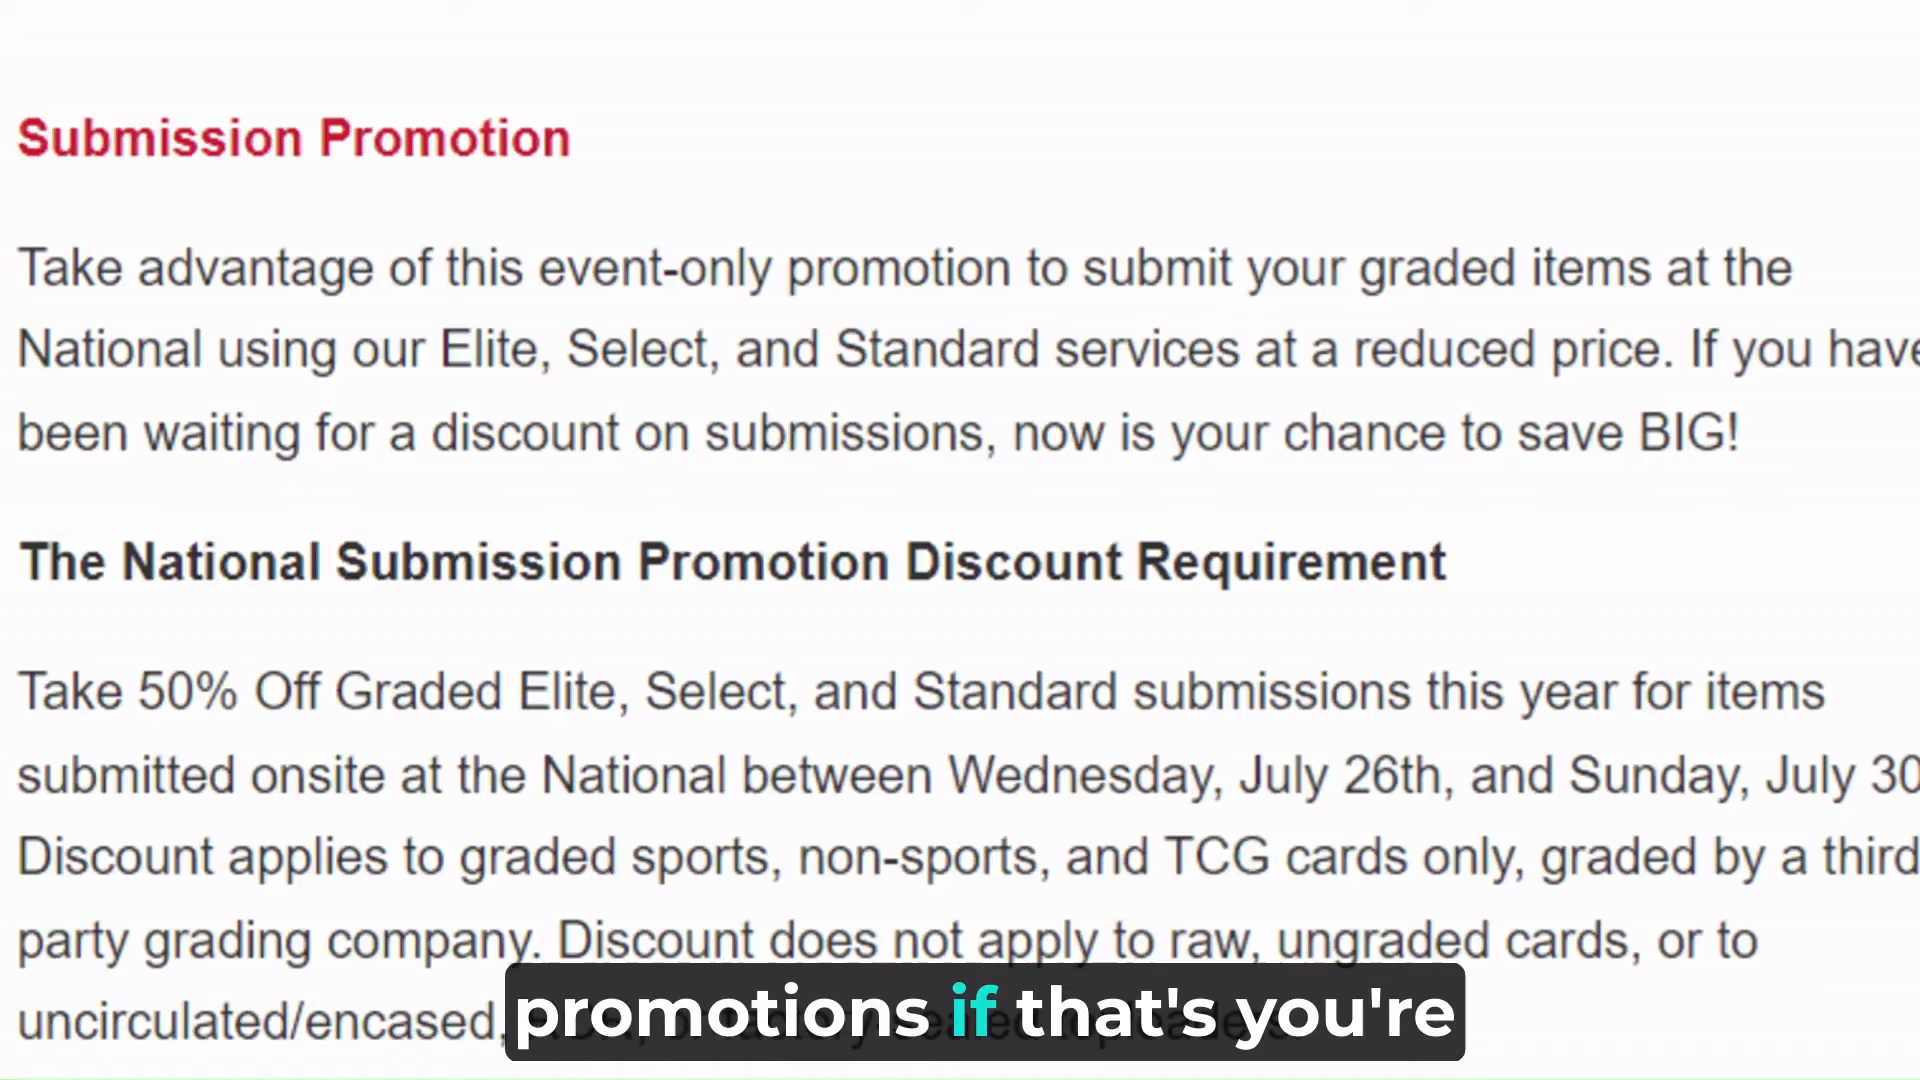 Submission Promotion
Take advantage of this event-only promotion to submit your graded items at the
National using our Elite, Select, and Standard services at a reduced price. If you have
been waiting for a discount on submissions, now is your chance to save BIG!
The National Submission Promotion Discount Requirement
Take 50% Off Graded Elite, Select, and Standard submissions this year for items
submitted onsite at the National between Wednesday, July 26th, and Sunday, July 30
Discount applies to graded sports, non-sports, and TCG cards only, graded by a third
party grading company. Discount does not apply to raw, ungraded cards, or to
uncirculated/encased,
promotions if that's you're